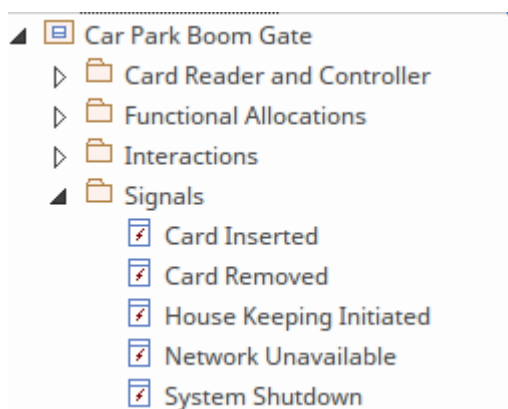 Car Park Boom Gate
Card Reader and Controller
Functional Allocations
Interactions
Signals
Card Inserted
Card Removed
House Keeping Initiated
Network Unavailable
System Shutdown